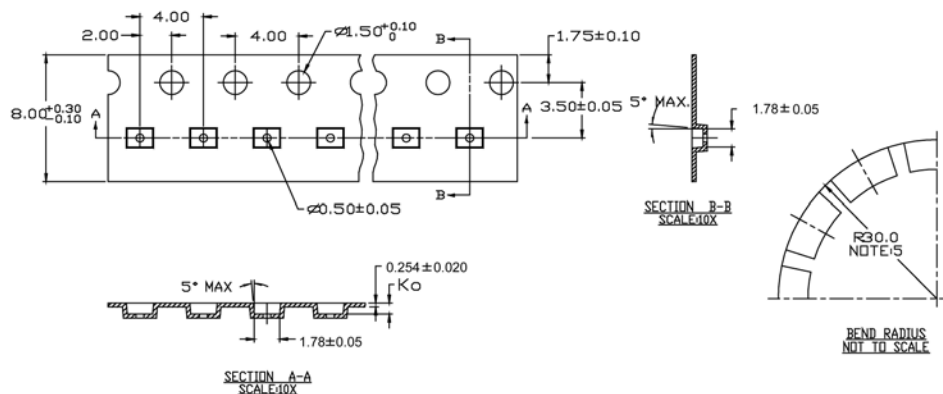 4.00
2.00
4.00
Ø1.50 +0.10 0
B
1.75±0.10
8.00 +0.30 -0.10
A
A
3.50±0.05
5° MAX.
1.78±0.05
B
Ø0.50±0.05
SECTION B-B
SCALE:10X
R30.0
NOTE:5
5° MAX
0.254±0.020
Ko
1.78±0.05
BEND RADIUS
NOT TO SCALE
SECTION A-A
SCALE:10X